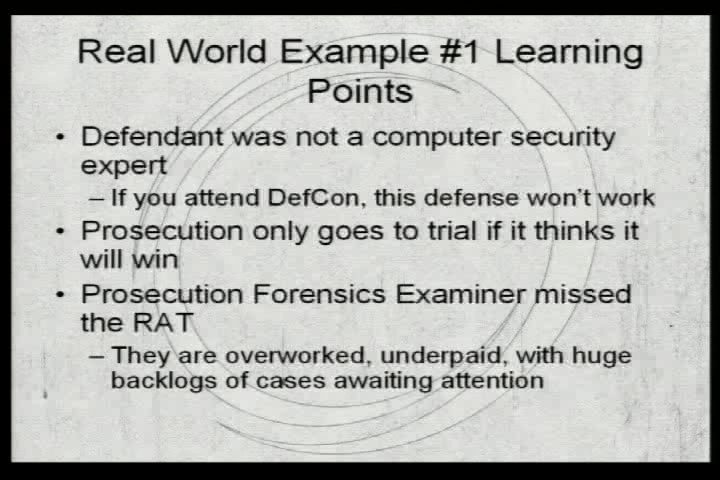 Real World Example #1 Learning
Points
• Defendant was not a computer security
expert
– If you attend DefCon, this defense won't work
• Prosecution only goes to trial if it thinks it
will win
• Prosecution Forensics Examiner missed
the RAT
– They are overworked, underpaid, with huge
backlogs of cases awaiting attention